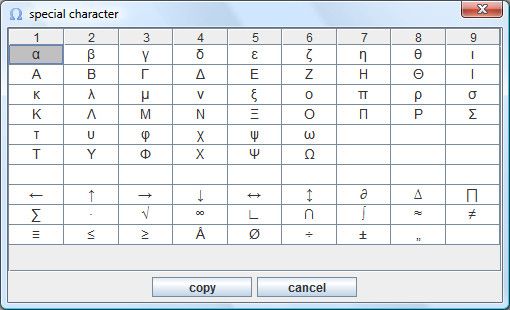 special character
1 2 3 4 5 6 7 8 9
α β γ δ ε ζ η θ ι
Α Β Γ Δ Ε Ζ Η Θ Ι
κ λ μ ν ξ ο π ρ σ
Κ Λ Μ Ν Ξ Ο Π Ρ Σ
τ υ φ χ ψ ω
Τ Υ Φ Χ Ψ Ω
← ↑ → ↓ ↔ ↕ ∂ ∆ ∏
∑ · √ ∞ ∟ ∩ ∫ ≈ ≠
≡ ≤ ≥ Å Ø ÷ ± „
copy cancel